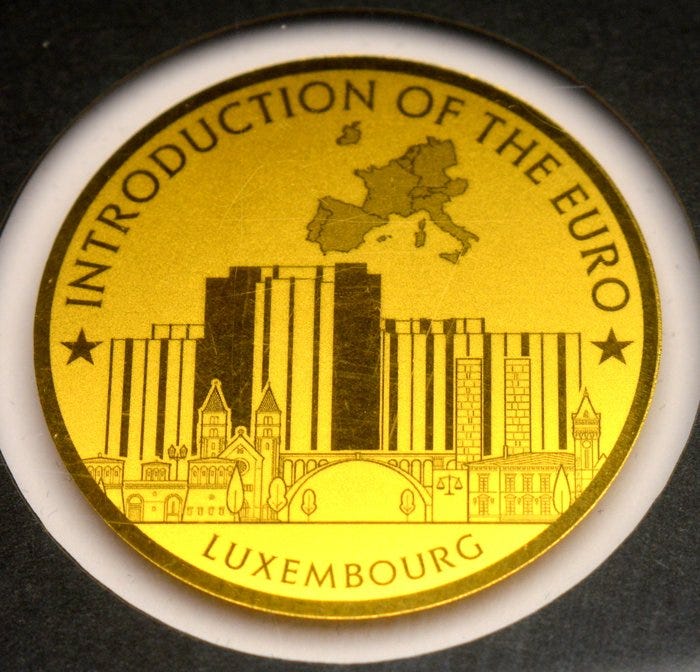 INTRODUCTION OF THE EURO
LUXEMBOURG